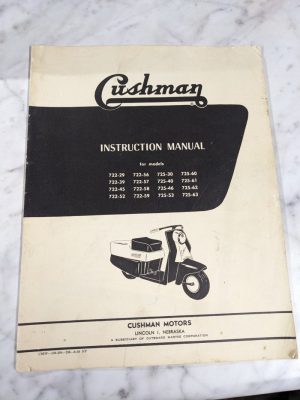 Cushman
INSTRUCTION MANUAL
for models
722-29 722-56 725-30 725-60
722-39 722-57 725-40 725-61
722-45 722-58 725-46 725-62
722-52 722-59 725-53 725-63
CUSHMAN MOTORS
LINCOLN 1, NEBRASKA
A SUBSIDIARY OF OUTBOARD MARINE CORPORATION